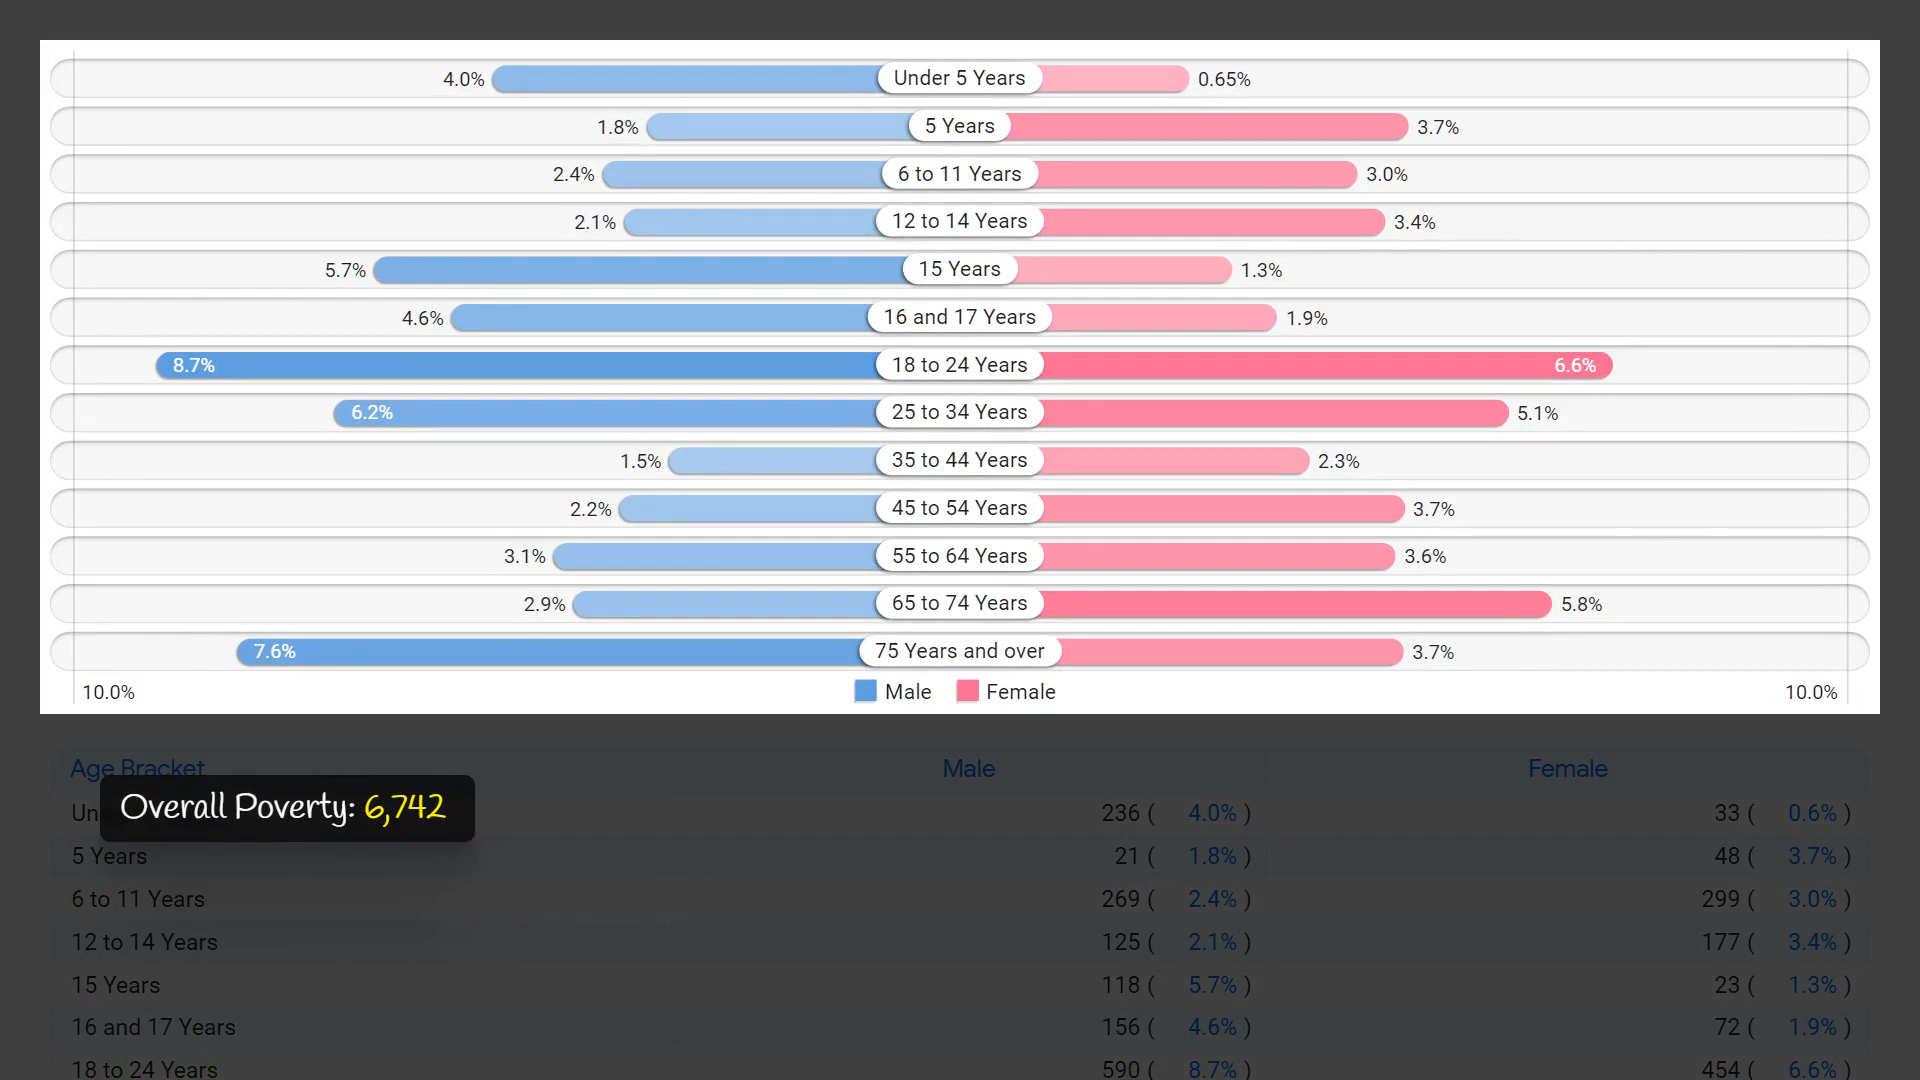 4.0% Under 5 Years 0.65%
1.8% 5 Years 3.7%
2.4% 6 to 11 Years 3.0%
2.1% 12 to 14 Years 3.4%
5.7% 15 Years 1.3%
4.6% 16 and 17 Years 1.9%
8.7% 18 to 24 Years 6.6%
6.2% 25 to 34 Years 5.1%
1.5% 35 to 44 Years 2.3%
2.2% 45 to 54 Years 3.7%
3.1% 55 to 64 Years 3.6%
2.9% 65 to 74 Years 5.8%
7.6% 75 Years and over 3.7%
10.0% Male Female 10.0%
Age Bracket Male Female
Overall Poverty: 6,742
236 ( 4.0% ) 33 ( 0.6% )
5 Years 21 ( 1.8% ) 48 ( 3.7% )
6 to 11 Years 269 ( 2.4% ) 299 ( 3.0% )
12 to 14 Years 125 ( 2.1% ) 177 ( 3.4% )
15 Years 118 ( 5.7% ) 23 ( 1.3% )
16 and 17 Years 156 ( 4.6% ) 72 ( 1.9% )
18 to 24 Years 590 ( 8.7% ) 454 ( 6.6% )